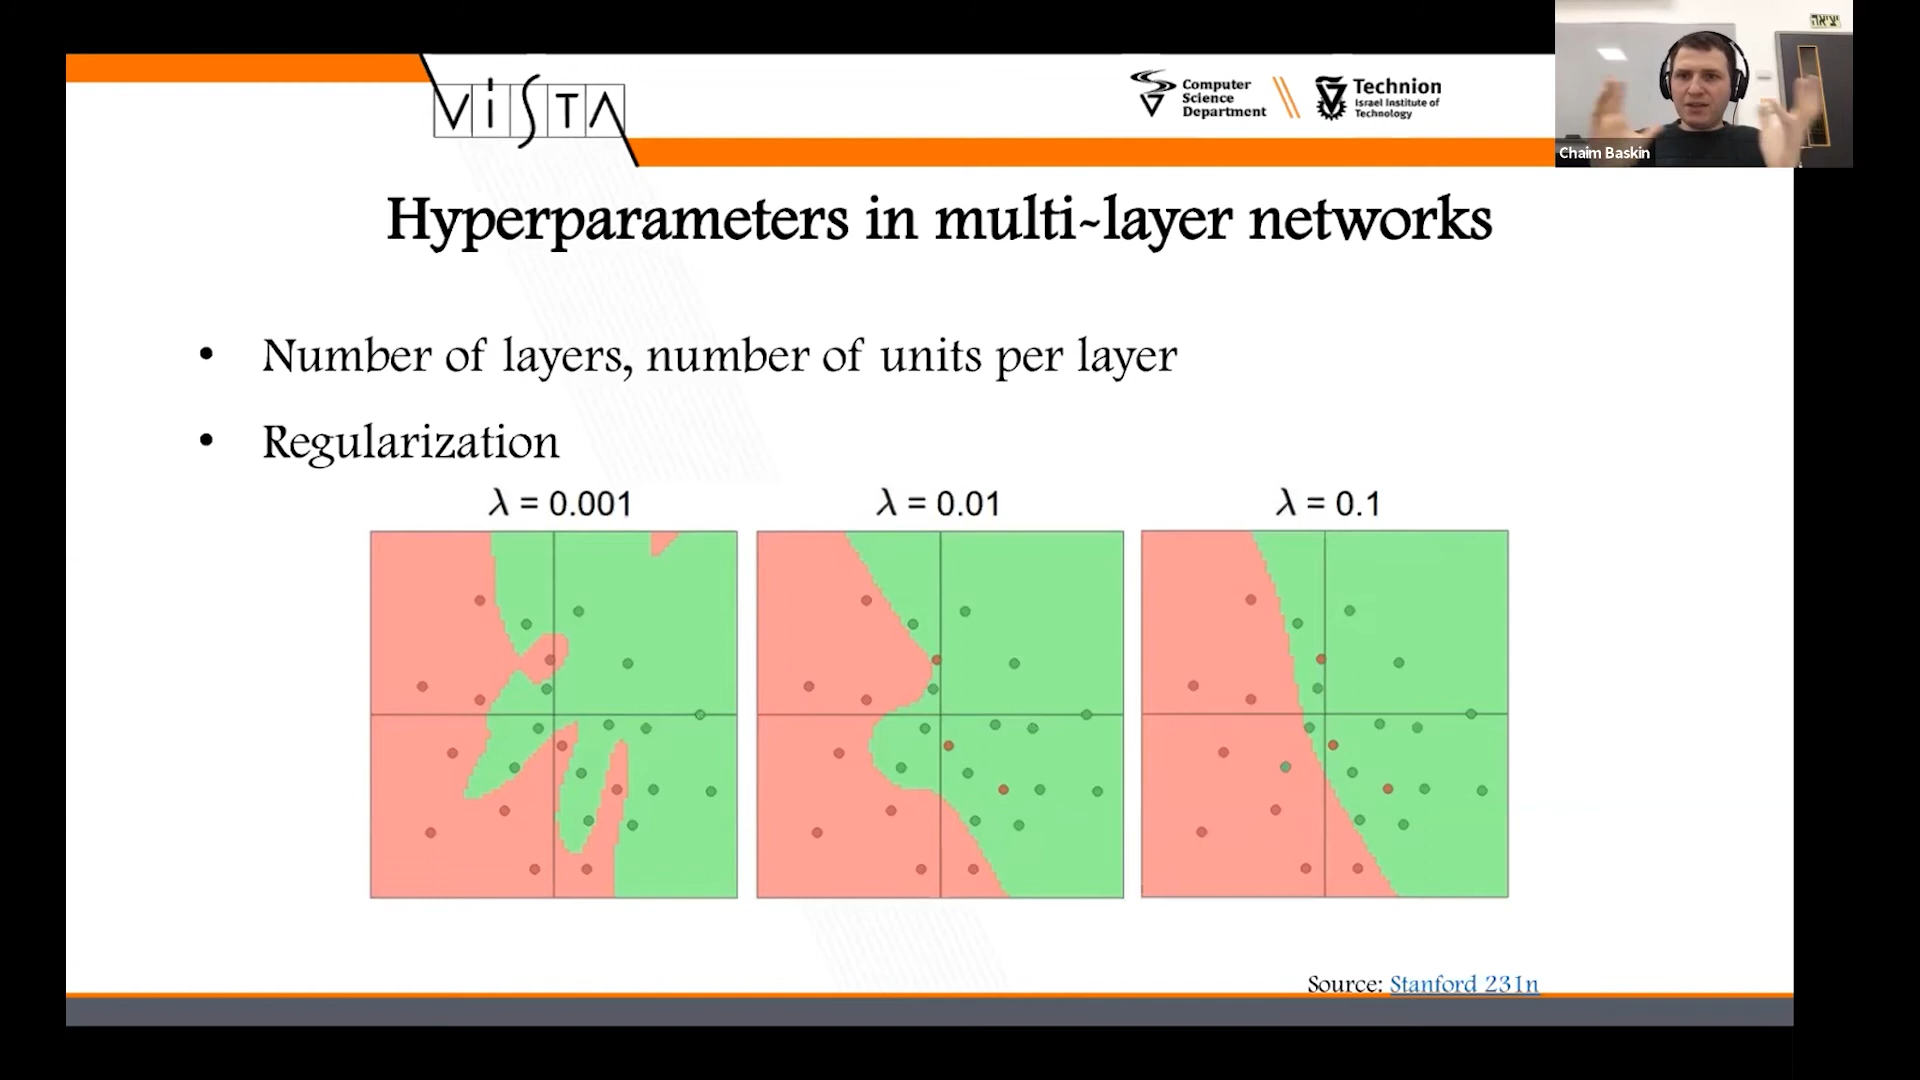 ViSTA
Computer
Science
Department
Technion
Israel Institute of
Technology
יציאה
Chaim Baskin
Hyperparameters in multi-layer networks
• Number of layers, number of units per layer
• Regularization
λ = 0.001
λ = 0.01
λ = 0.1
Source: Stanford 231n